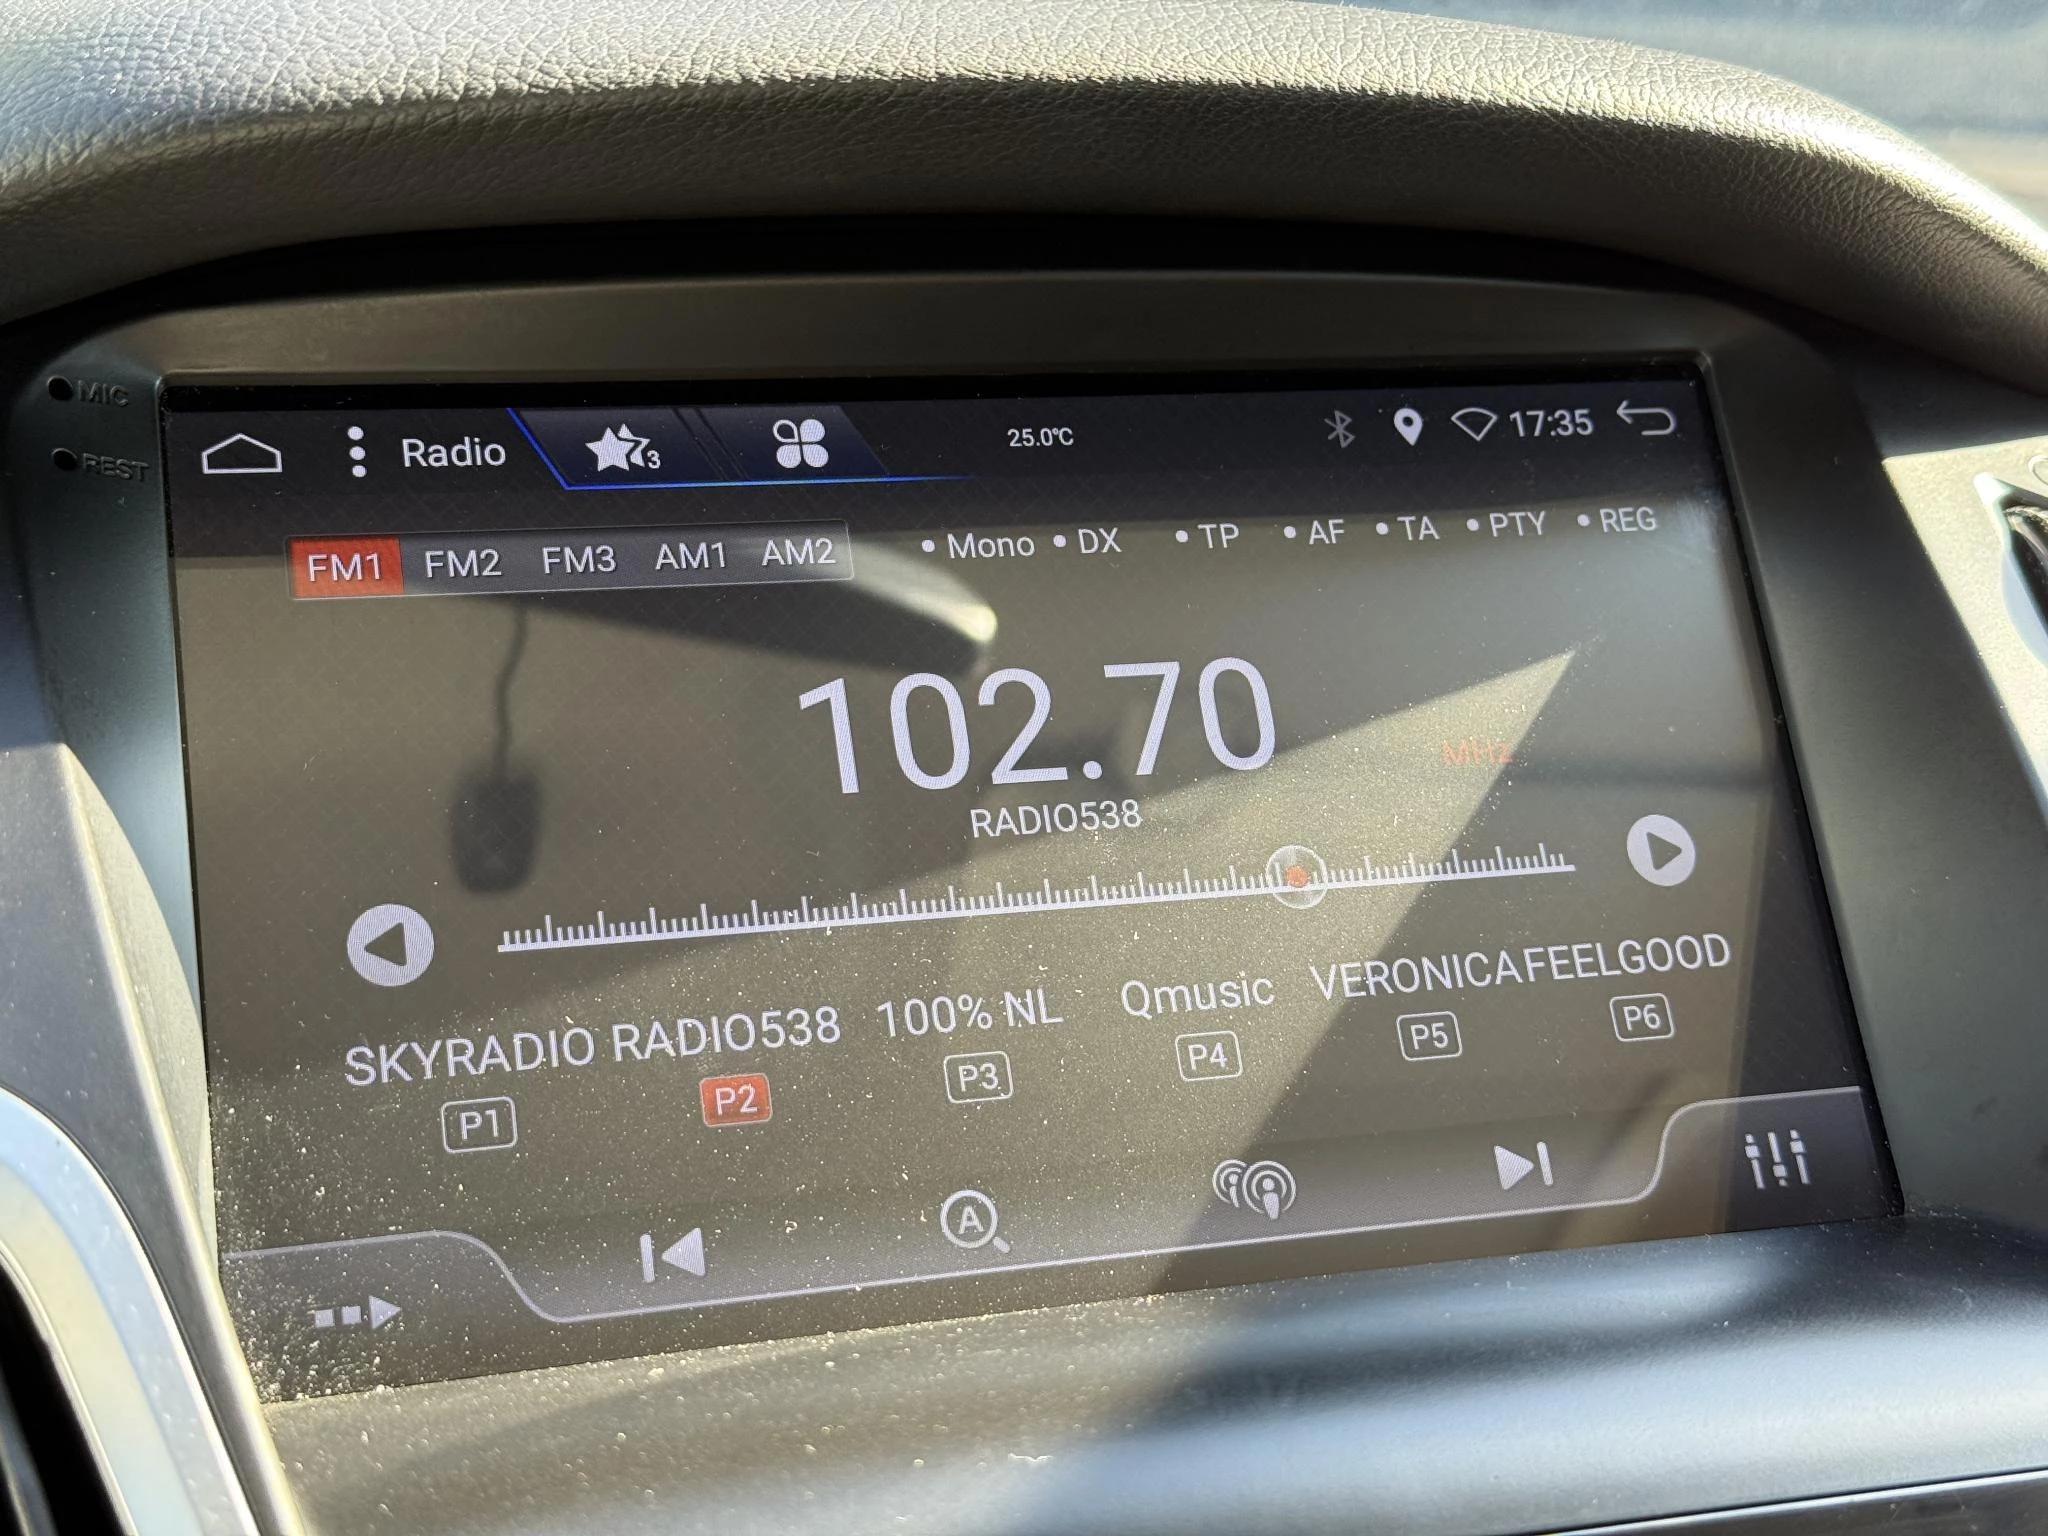 MIC
REST
Radio
3
25.0°C
17:35
FM1 FM2 FM3 AM1 AM2
• Mono • DX • TP • AF • TA • PTY • REG
102.70
MHz
RADIO538
SKYRADIO RADIO538 100% NL Qmusic VERONICA FEELGOOD
P1 P2 P3 P4 P5 P6
A